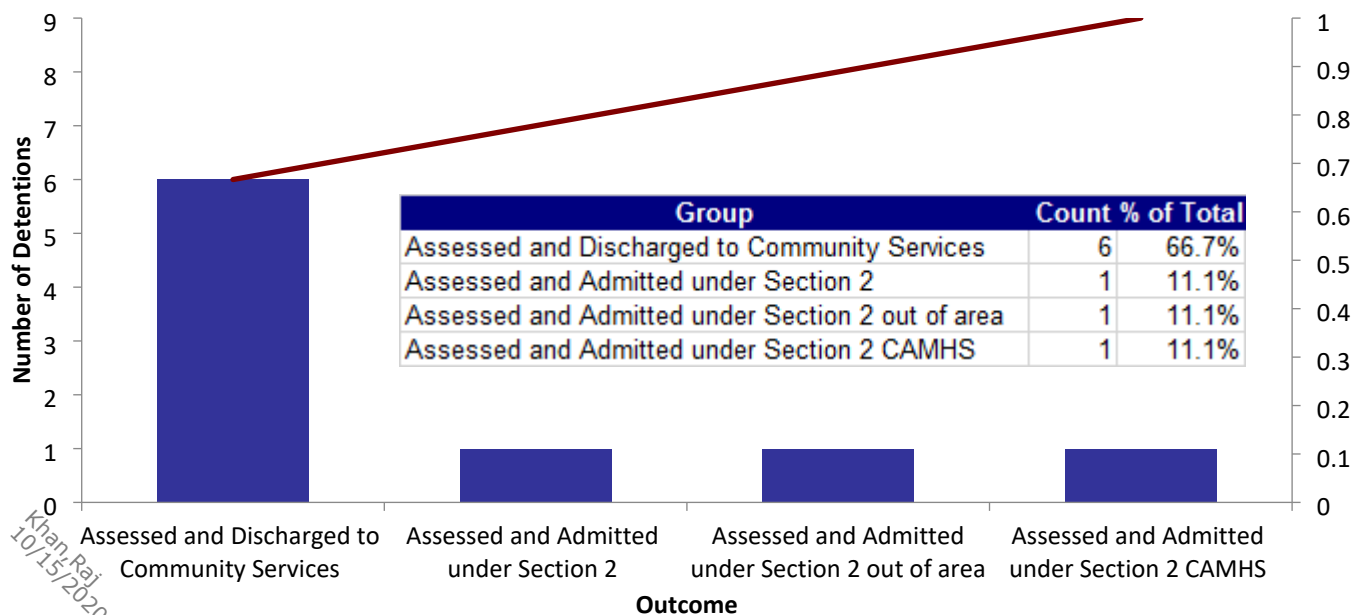 9
8
7
6
5
4
3
2
1
0
Number of Detentions
1
0.9
0.8
0.7
0.6
0.5
0.4
0.3
0.2
0.1
0
Group Count % of Total
Assessed and Discharged to Community Services 6 66.7%
Assessed and Admitted under Section 2 1 11.1%
Assessed and Admitted under Section 2 out of area 1 11.1%
Assessed and Admitted under Section 2 CAMHS 1 11.1%
Assessed and Discharged to
Community Services
Assessed and Admitted
under Section 2
Assessed and Admitted
under Section 2 out of area
Assessed and Admitted
under Section 2 CAMHS
Outcome
Khan,Raj
10/15/2020